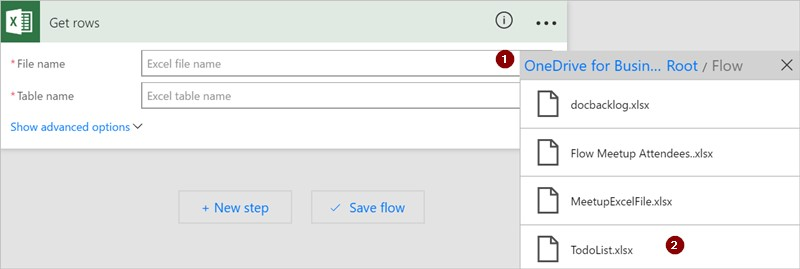 Get rows
* File name
Excel file name
1
* Table name
Excel table name
Show advanced options
+ New step
Save flow
OneDrive for Busin... Root / Flow
docbacklog.xlsx
Flow Meetup Attendees..xlsx
MeetupExcelFile.xlsx
TodoList.xlsx
2